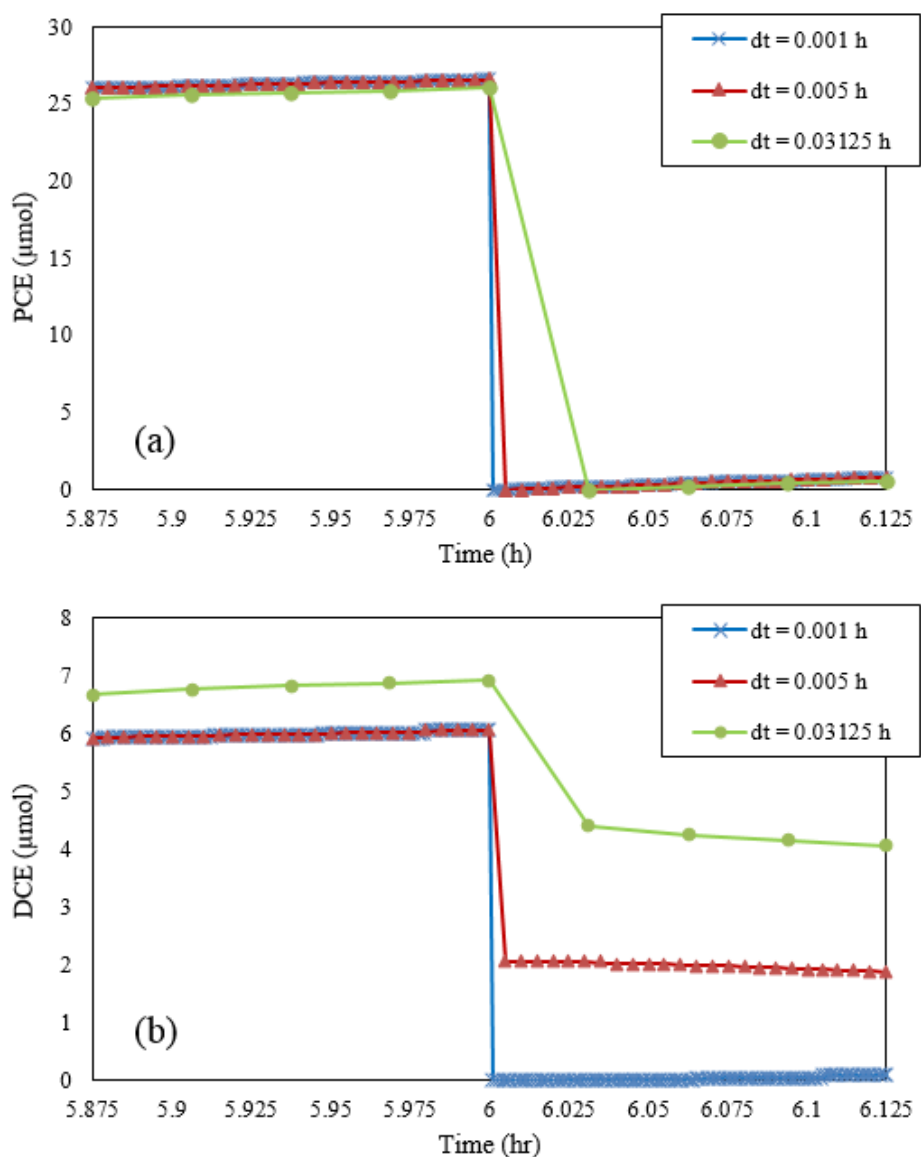 30
25
20
15
10
5
0
PCE (μmol)
dt = 0.001 h
dt = 0.005 h
dt = 0.03125 h
(a)
5.875 5.9 5.925 5.95 5.975 6 6.025 6.05 6.075 6.1 6.125
Time (h)
8
7
6
5
4
3
2
1
0
DCE (μmol)
dt = 0.001 h
dt = 0.005 h
dt = 0.03125 h
(b)
5.875 5.9 5.925 5.95 5.975 6 6.025 6.05 6.075 6.1 6.125
Time (hr)